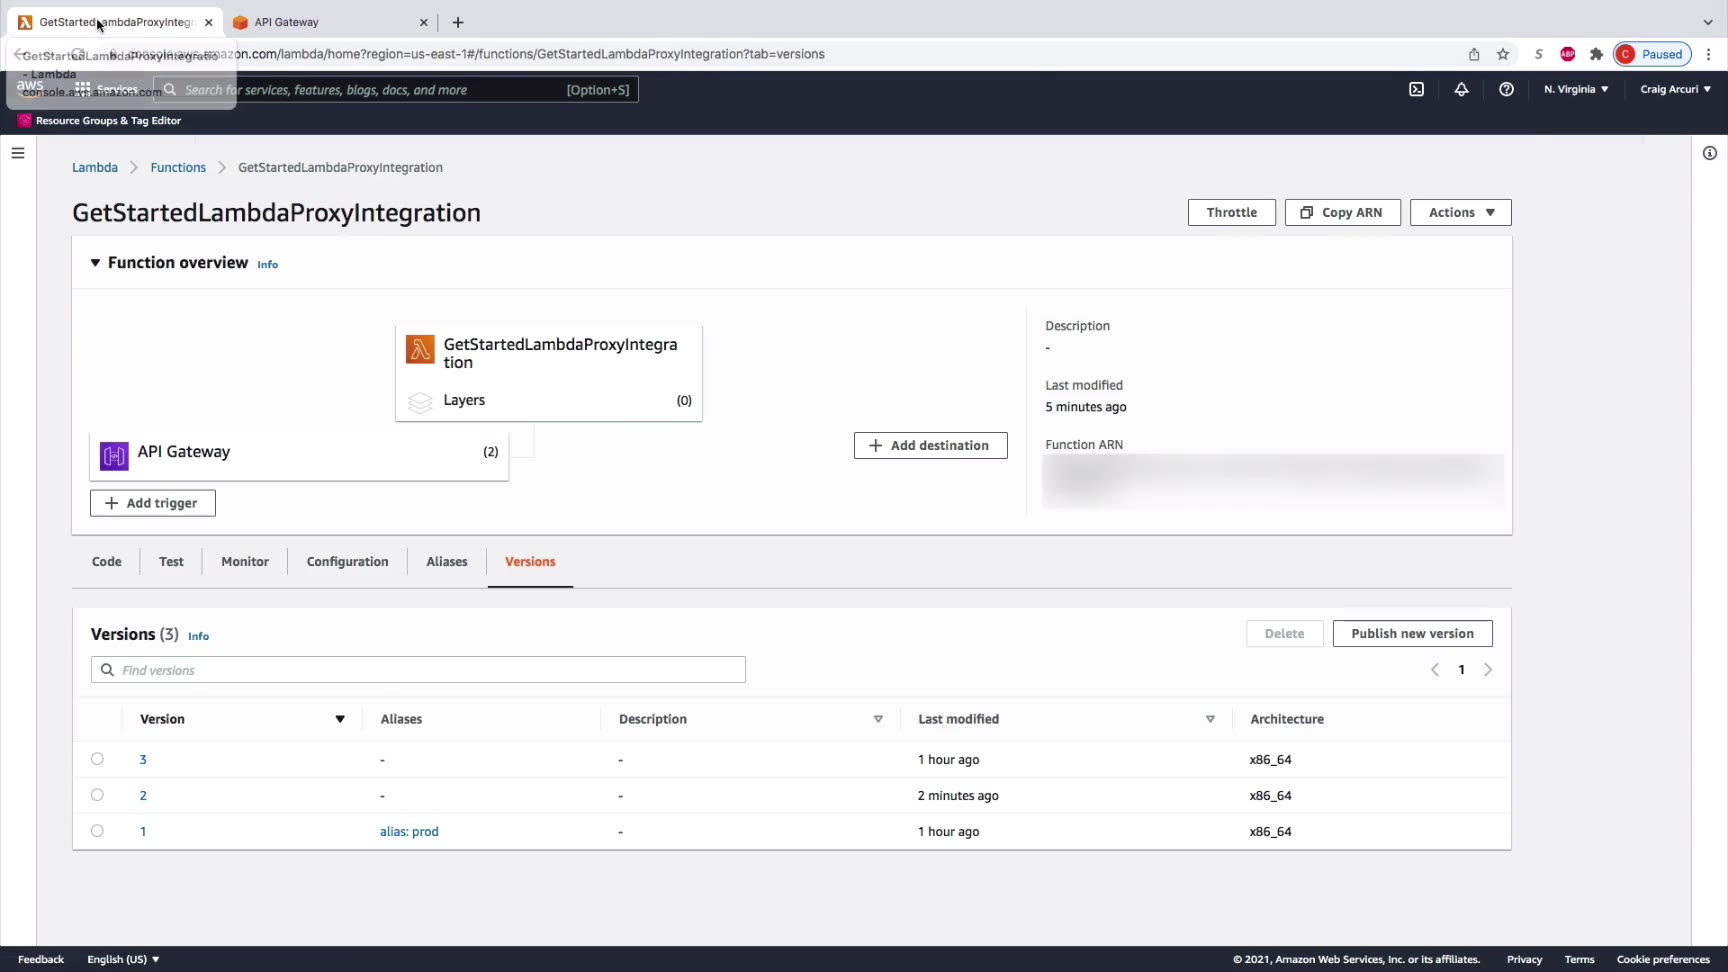 GetStartedLambdaProxyIntegr
API Gateway
console.aws.amazon.com/lambda/home?region=us-east-1#/functions/GetStartedLambdaProxyIntegration?tab=versions
S
ABP
C Paused
GetStartedLambdaProxyIntegratio
- Lambda
console.aws.amazon.com
aws
Services
Search for services, features, blogs, docs, and more
[Option+S]
N. Virginia
Craig Arcuri
Resource Groups & Tag Editor
Lambda
Functions
GetStartedLambdaProxyIntegration
GetStartedLambdaProxyIntegration
Throttle
Copy ARN
Actions
Function overview Info
GetStartedLambdaProxyIntegra
tion
Layers
(0)
API Gateway
(2)
Add trigger
Add destination
Description
-
Last modified
5 minutes ago
Function ARN
Code
Test
Monitor
Configuration
Aliases
Versions
Versions (3) Info
Delete
Publish new version
Find versions
1
Version
Aliases
Description
Last modified
Architecture
3 - - 1 hour ago x86_64
2 - - 2 minutes ago x86_64
1 alias: prod - 1 hour ago x86_64
Feedback
English (US)
© 2021, Amazon Web Services, Inc. or its affiliates.
Privacy
Terms
Cookie preferences